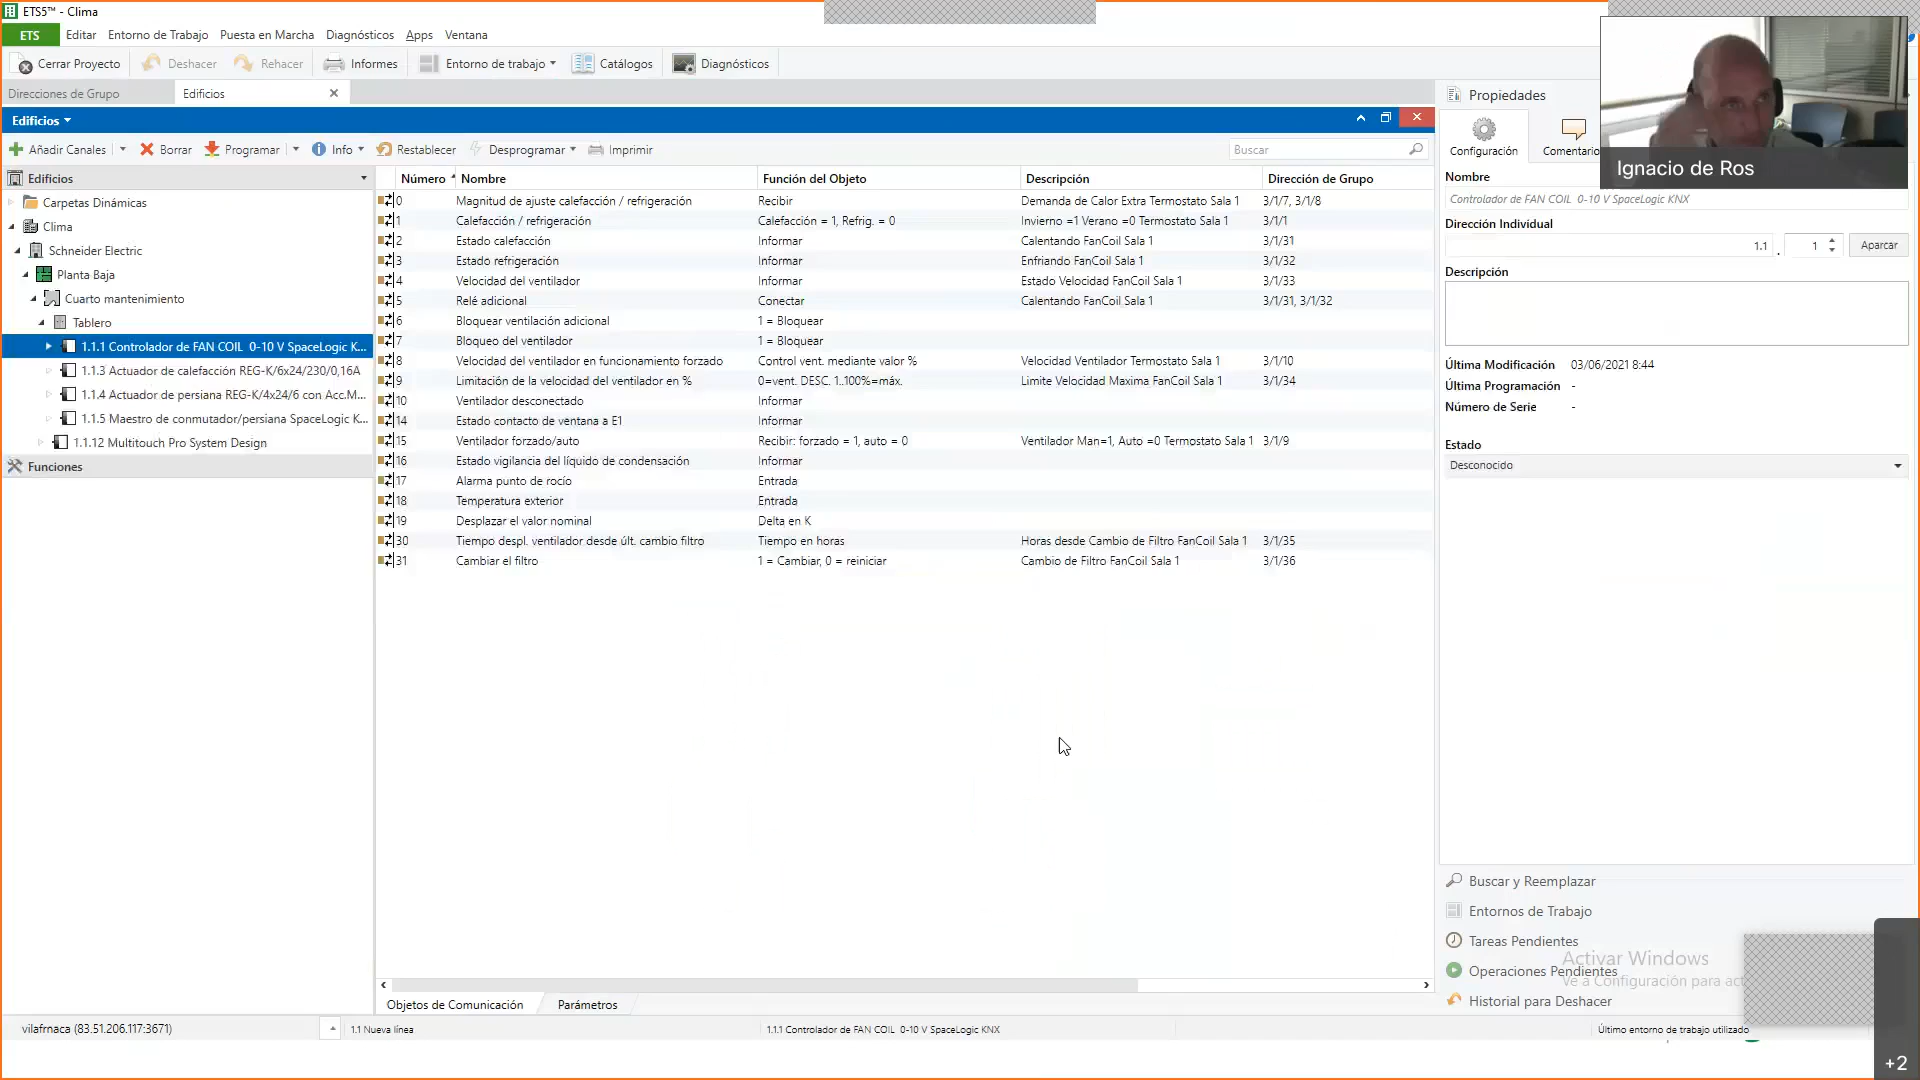 ETS5™ - Clima
ETS Editar Entorno de Trabajo Puesta en Marcha Diagnósticos Apps Ventana
Cerrar Proyecto Deshacer Rehacer Informes Entorno de trabajo Catálogos Diagnósticos
Direcciones de Grupo Edificios
Edificios
Añadir Canales Borrar Programar Info Restablecer Desprogramar Imprimir Buscar
Edificios
Carpetas Dinámicas
Clima
Schneider Electric
Planta Baja
Cuarto mantenimiento
Tablero
1.1.1 Controlador de FAN COIL 0-10 V SpaceLogic K...
1.1.3 Actuador de calefacción REG-K/6x24/230/0,16A
1.1.4 Actuador de persiana REG-K/4x24/6 con Acc.M...
1.1.5 Maestro de conmutador/persiana SpaceLogic K...
1.1.12 Multitouch Pro System Design
Funciones
Número Nombre Función del Objeto Descripción Dirección de Grupo
0 Magnitud de ajuste calefacción / refrigeración Recibir Demanda de Calor Extra Termostato Sala 1 3/1/7, 3/1/8
1 Calefacción / refrigeración Calefacción = 1, Refrig. = 0 Invierno =1 Verano =0 Termostato Sala 1 3/1/1
2 Estado calefacción Informar Calentando FanCoil Sala 1 3/1/31
3 Estado refrigeración Informar Enfriando FanCoil Sala 1 3/1/32
4 Velocidad del ventilador Informar Estado Velocidad FanCoil Sala 1 3/1/33
5 Relé adicional Conectar Calentando FanCoil Sala 1 3/1/31, 3/1/32
6 Bloquear ventilación adicional 1 = Bloquear
7 Bloqueo del ventilador 1 = Bloquear
8 Velocidad del ventilador en funcionamiento forzado Control vent. mediante valor % Velocidad Ventilador Termostato Sala 1 3/1/10
9 Limitación de la velocidad del ventilador en % 0=vent. DESC. 1..100%=máx. Limite Velocidad Maxima FanCoil Sala 1 3/1/34
10 Ventilador desconectado Informar
14 Estado contacto de ventana a E1 Informar
15 Ventilador forzado/auto Recibir: forzado = 1, auto = 0 Ventilador Man=1, Auto =0 Termostato Sala 1 3/1/9
16 Estado vigilancia del líquido de condensación Informar
17 Alarma punto de rocío Entrada
18 Temperatura exterior Entrada
19 Desplazar el valor nominal Delta en K
30 Tiempo despl. ventilador desde últ. cambio filtro Tiempo en horas Horas desde Cambio de Filtro FanCoil Sala 1 3/1/35
31 Cambiar el filtro 1 = Cambiar, 0 = reiniciar Cambio de Filtro FanCoil Sala 1 3/1/36
Objetos de Comunicación Parámetros
Propiedades
Configuración Comentario
Ignacio de Ros
Nombre
Controlador de FAN COIL 0-10 V SpaceLogic KNX
Dirección Individual
1.1 . 1 Aparcar
Descripción
Última Modificación 03/06/2021 8:44
Última Programación -
Número de Serie -
Estado
Desconocido
Buscar y Reemplazar
Entornos de Trabajo
Tareas Pendientes
Operaciones Pendientes
Historial para Deshacer
Activar Windows
Ve a Configuración para act
vilafrnaca (83.51.206.117:3671) 1.1 Nueva línea 1.1.1 Controlador de FAN COIL 0-10 V SpaceLogic KNX Último entorno de trabajo utilizado
+2